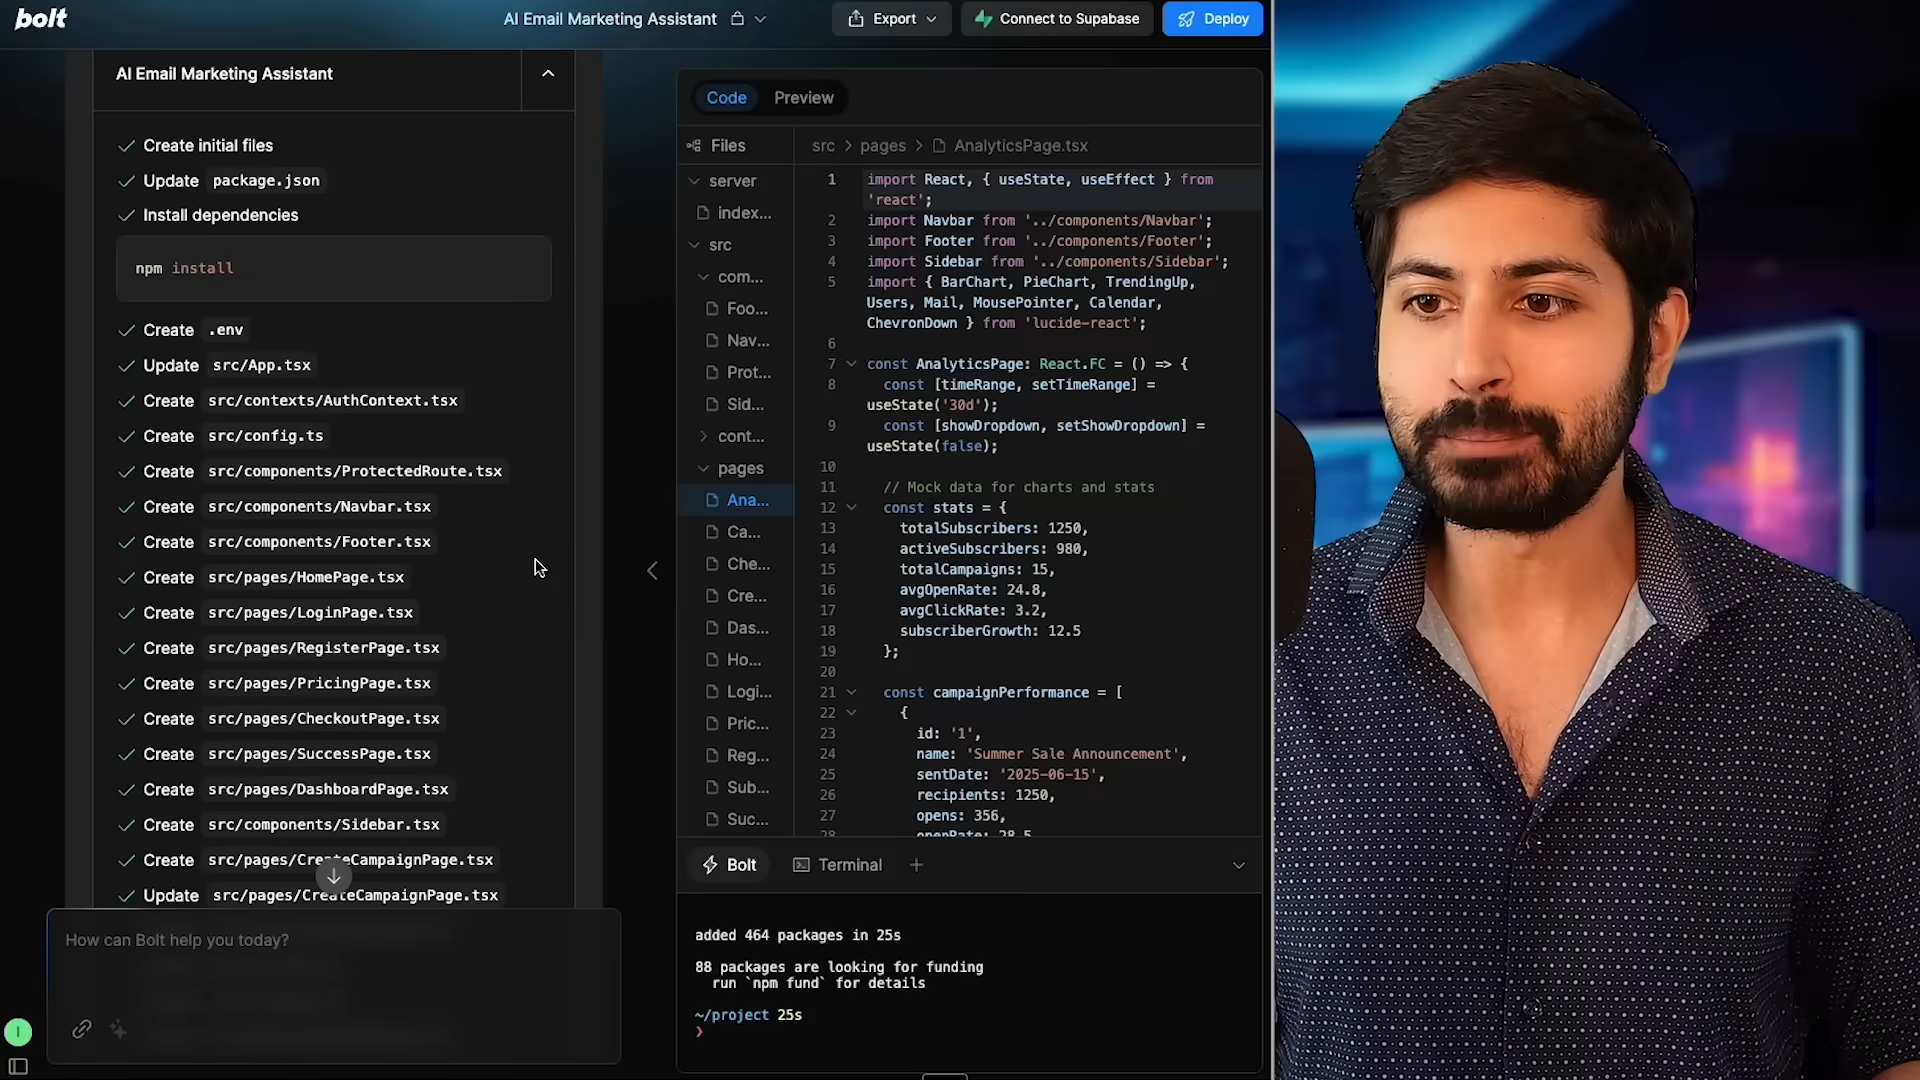 bolt
AI Email Marketing Assistant
Export
Connect to Supabase
Deploy
AI Email Marketing Assistant
Create initial files
Update package.json
Install dependencies
npm install
Create .env
Update src/App.tsx
Create src/contexts/AuthContext.tsx
Create src/config.ts
Create src/components/ProtectedRoute.tsx
Create src/components/Navbar.tsx
Create src/components/Footer.tsx
Create src/pages/HomePage.tsx
Create src/pages/LoginPage.tsx
Create src/pages/RegisterPage.tsx
Create src/pages/PricingPage.tsx
Create src/pages/CheckoutPage.tsx
Create src/pages/SuccessPage.tsx
Create src/pages/DashboardPage.tsx
Create src/components/Sidebar.tsx
Create src/pages/CreateCampaignPage.tsx
Update src/pages/CreateCampaignPage.tsx
How can Bolt help you today?
I
Code Preview
Files
server
index...
src
com...
Foo...
Nav...
Prot...
Sid...
cont...
pages
Ana...
Ca...
Che...
Cre...
Das...
Ho...
Logi...
Pric...
Reg...
Sub...
Suc...
src > pages > AnalyticsPage.tsx
1 import React, { useState, useEffect } from
'react';
2 import Navbar from '../components/Navbar';
3 import Footer from '../components/Footer';
4 import Sidebar from '../components/Sidebar';
5 import { BarChart, PieChart, TrendingUp,
Users, Mail, MousePointer, Calendar,
ChevronDown } from 'lucide-react';
6
7 const AnalyticsPage: React.FC = () => {
8 const [timeRange, setTimeRange] =
useState('30d');
9 const [showDropdown, setShowDropdown] =
useState(false);
10
11 // Mock data for charts and stats
12 const stats = {
13 totalSubscribers: 1250,
14 activeSubscribers: 980,
15 totalCampaigns: 15,
16 avgOpenRate: 24.8,
17 avgClickRate: 3.2,
18 subscriberGrowth: 12.5
19 };
20
21 const campaignPerformance = [
22 {
23 id: '1',
24 name: 'Summer Sale Announcement',
25 sentDate: '2025-06-15',
26 recipients: 1250,
27 opens: 356,
28 openRate: 28.5
Bolt Terminal +
added 464 packages in 25s
88 packages are looking for funding
run `npm fund` for details
~/project 25s
❯